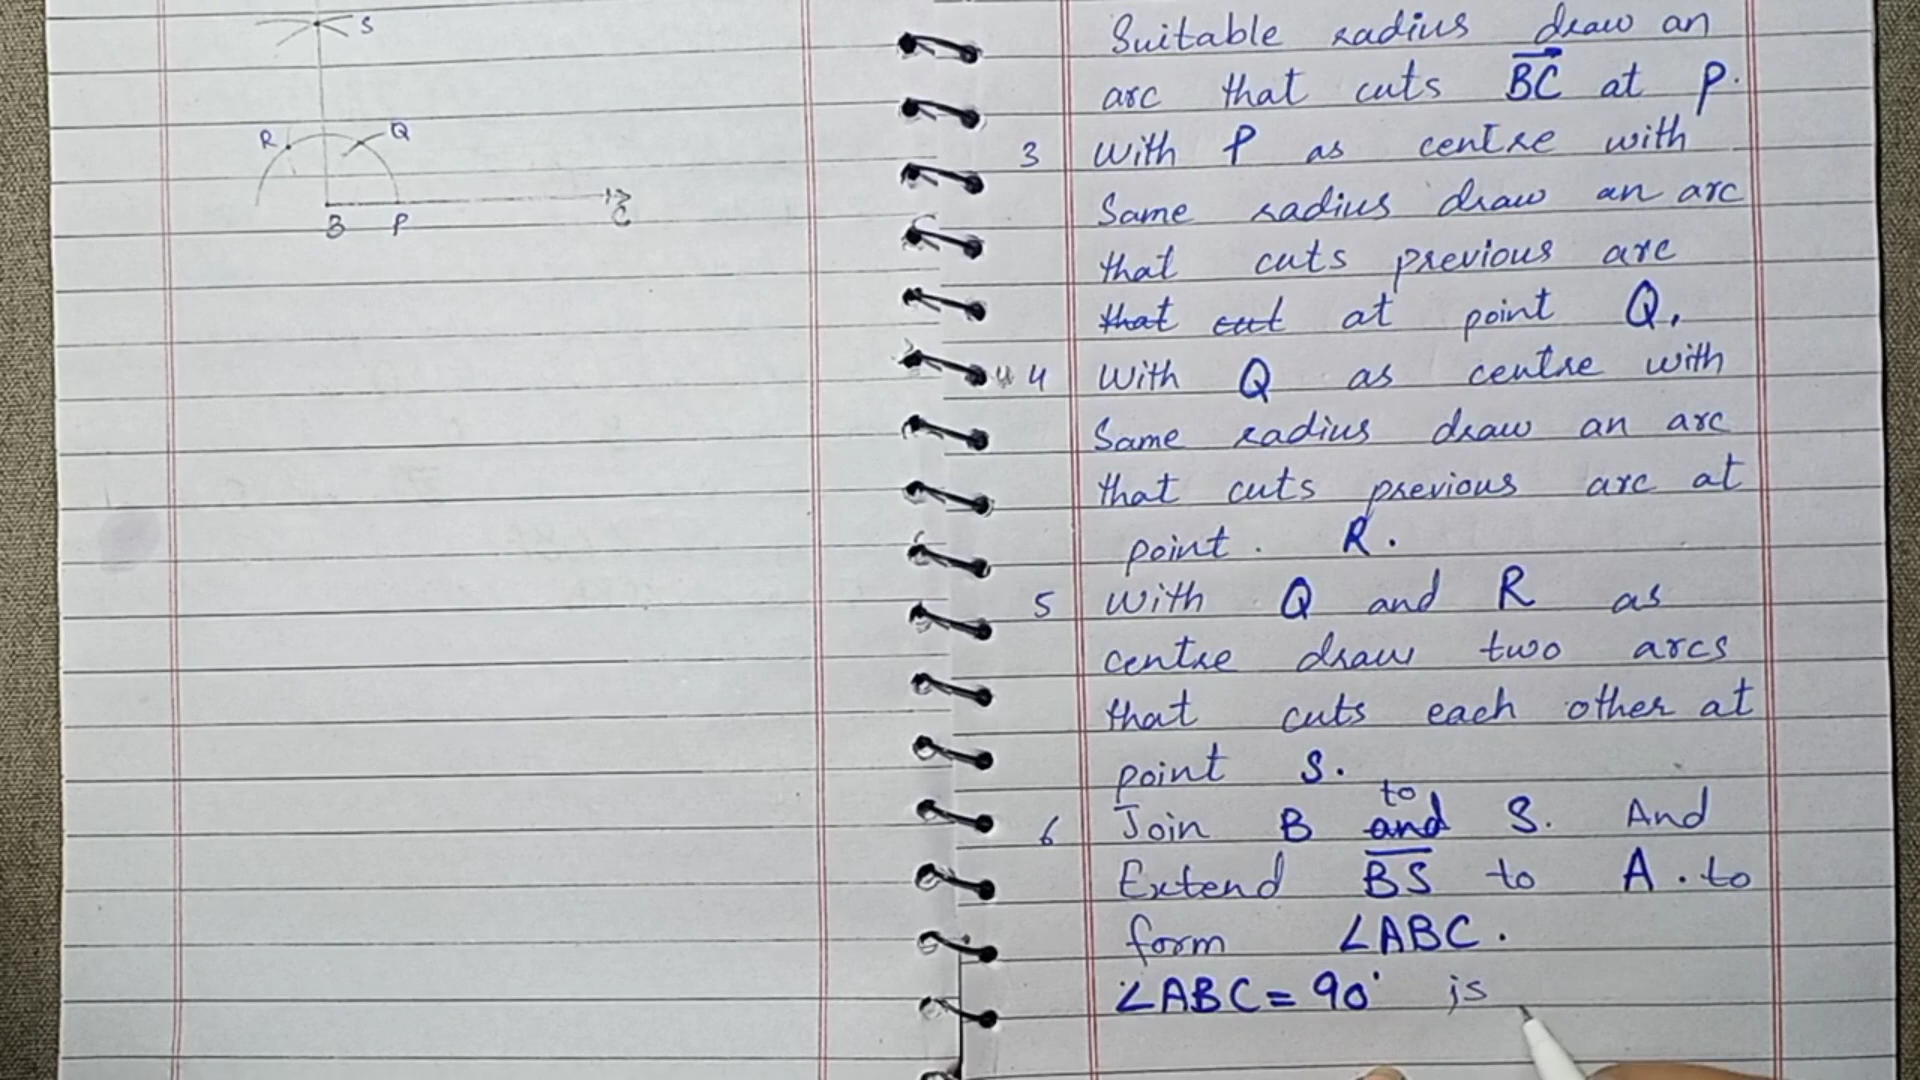 S
R
Q
B P C
Suitable radius draw an
arc that cuts BC at P.
3 With P as centre with
Same radius draw an arc
that cuts previous arc
that cut at point Q.
4 With Q as centre with
Same radius draw an arc
that cuts previous arc at
point. R.
5 With Q and R as
centre draw two arcs
that cuts each other at
point S.
to
6 Join B and S. And
Extend BS to A. to
form ∠ABC.
∠ABC = 90° is